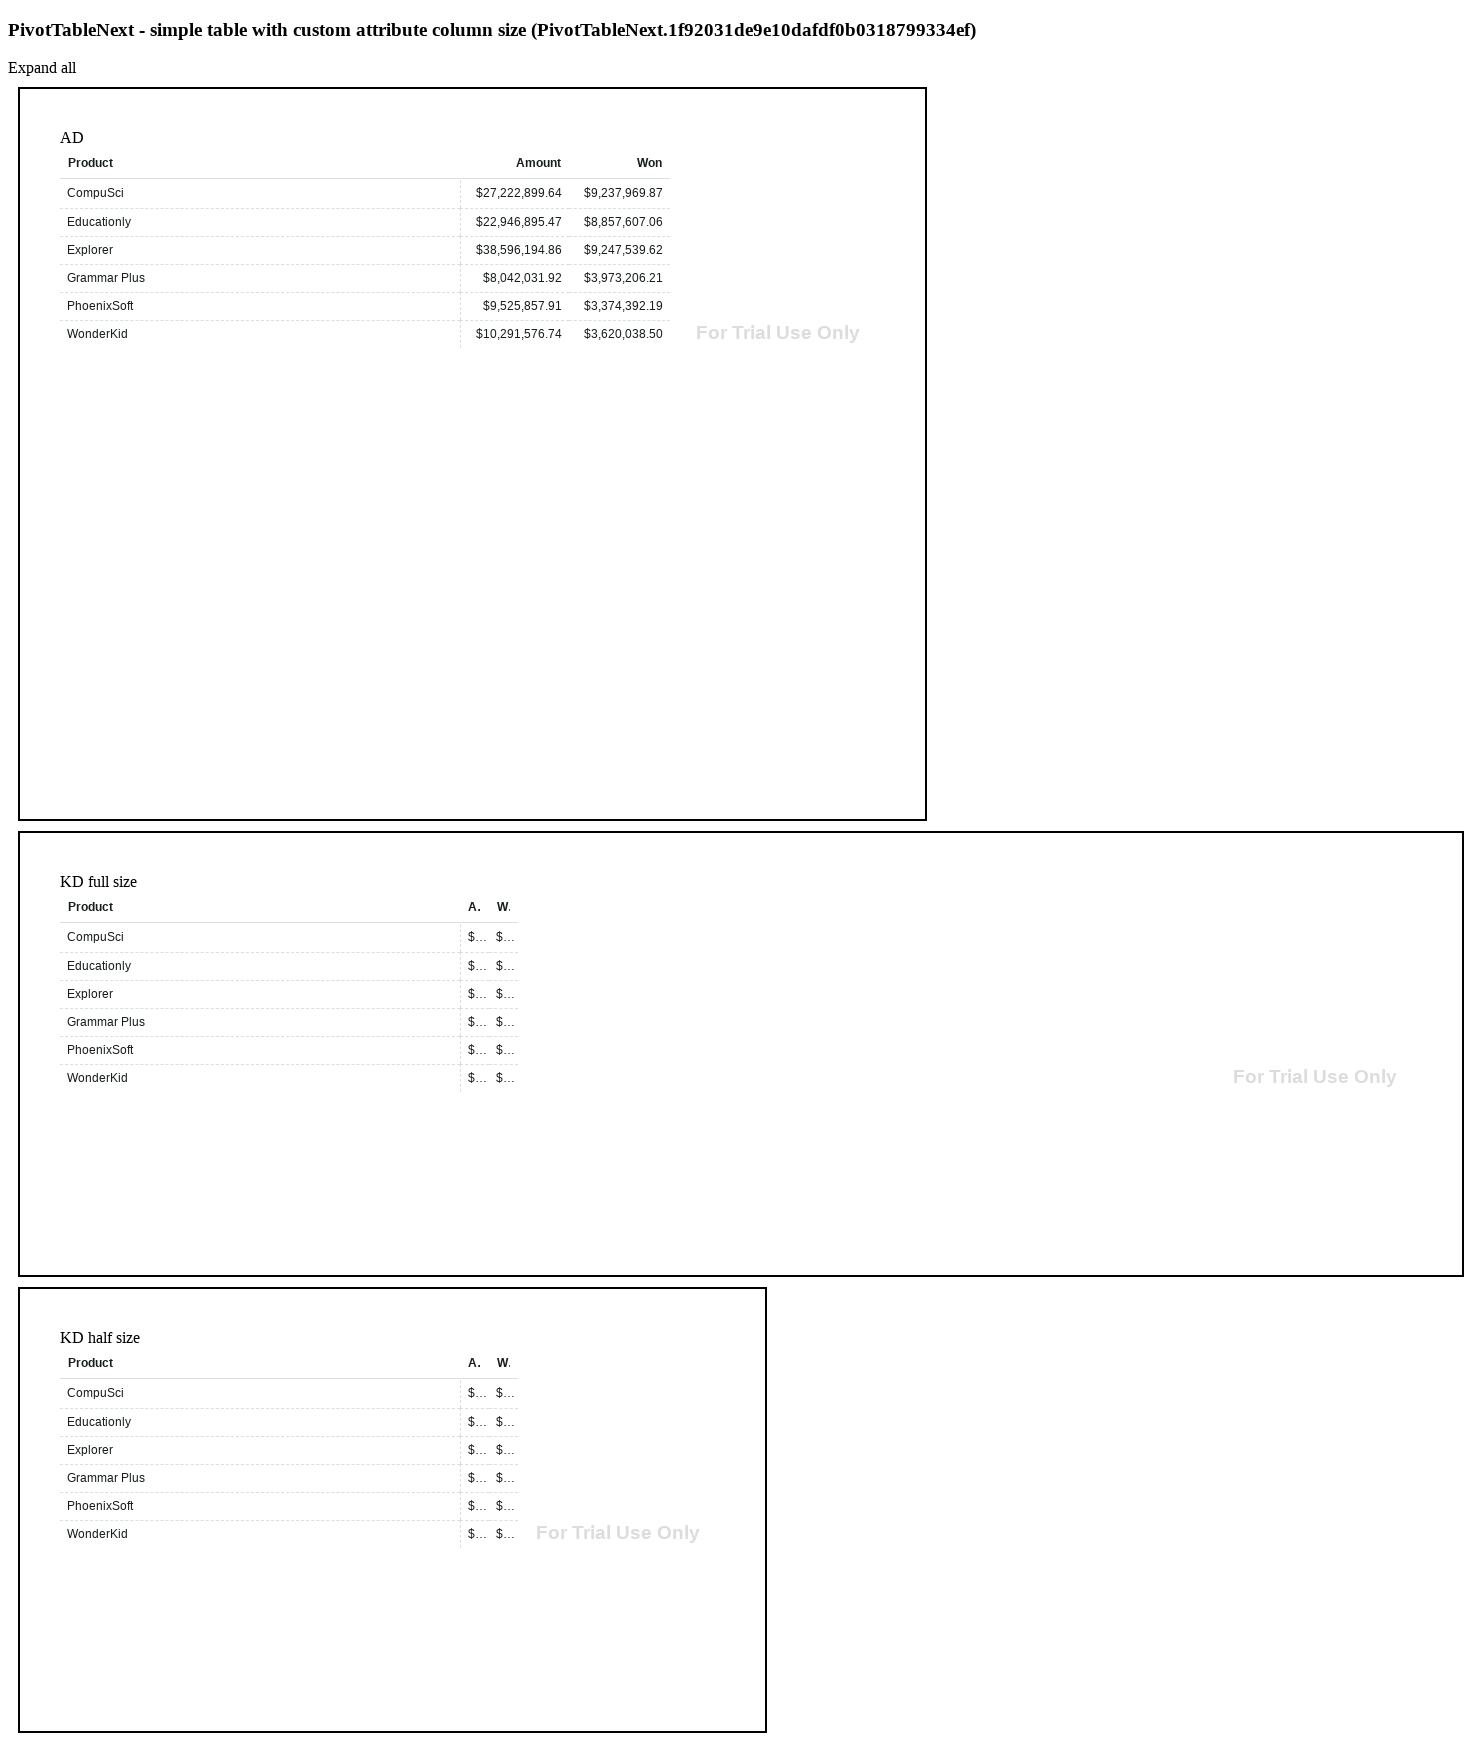 PivotTableNext - simple table with custom attribute column size (PivotTableNext.1f92031de9e10dafdf0b0318799334ef)
Expand all
AD
Product Amount Won
CompuSci $27,222,899.64 $9,237,969.87
Educationly $22,946,895.47 $8,857,607.06
Explorer $38,596,194.86 $9,247,539.62
Grammar Plus $8,042,031.92 $3,973,206.21
PhoenixSoft $9,525,857.91 $3,374,392.19
WonderKid $10,291,576.74 $3,620,038.50
For Trial Use Only
KD full size
Product A. W.
CompuSci $... $...
Educationly $... $...
Explorer $... $...
Grammar Plus $... $...
PhoenixSoft $... $...
WonderKid $... $...
For Trial Use Only
KD half size
Product A. W.
CompuSci $... $...
Educationly $... $...
Explorer $... $...
Grammar Plus $... $...
PhoenixSoft $... $...
WonderKid $... $...
For Trial Use Only